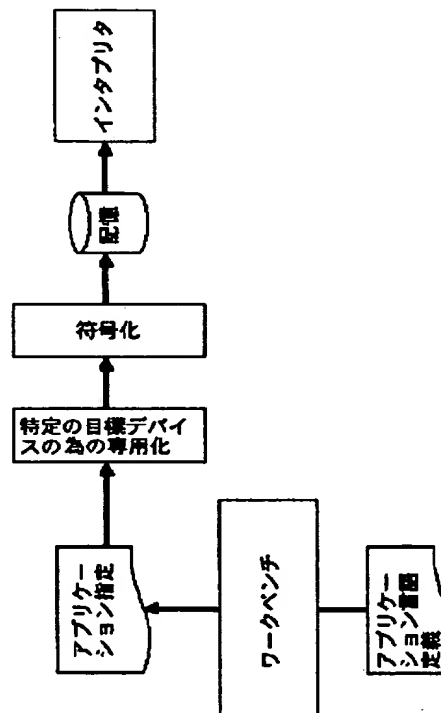 インタプリタ
記憶
符号化
特定の目標デバイ
スの為の専用化
アプリケー
ション指定
ワークベンチ
アプリケー
ション言語
定義